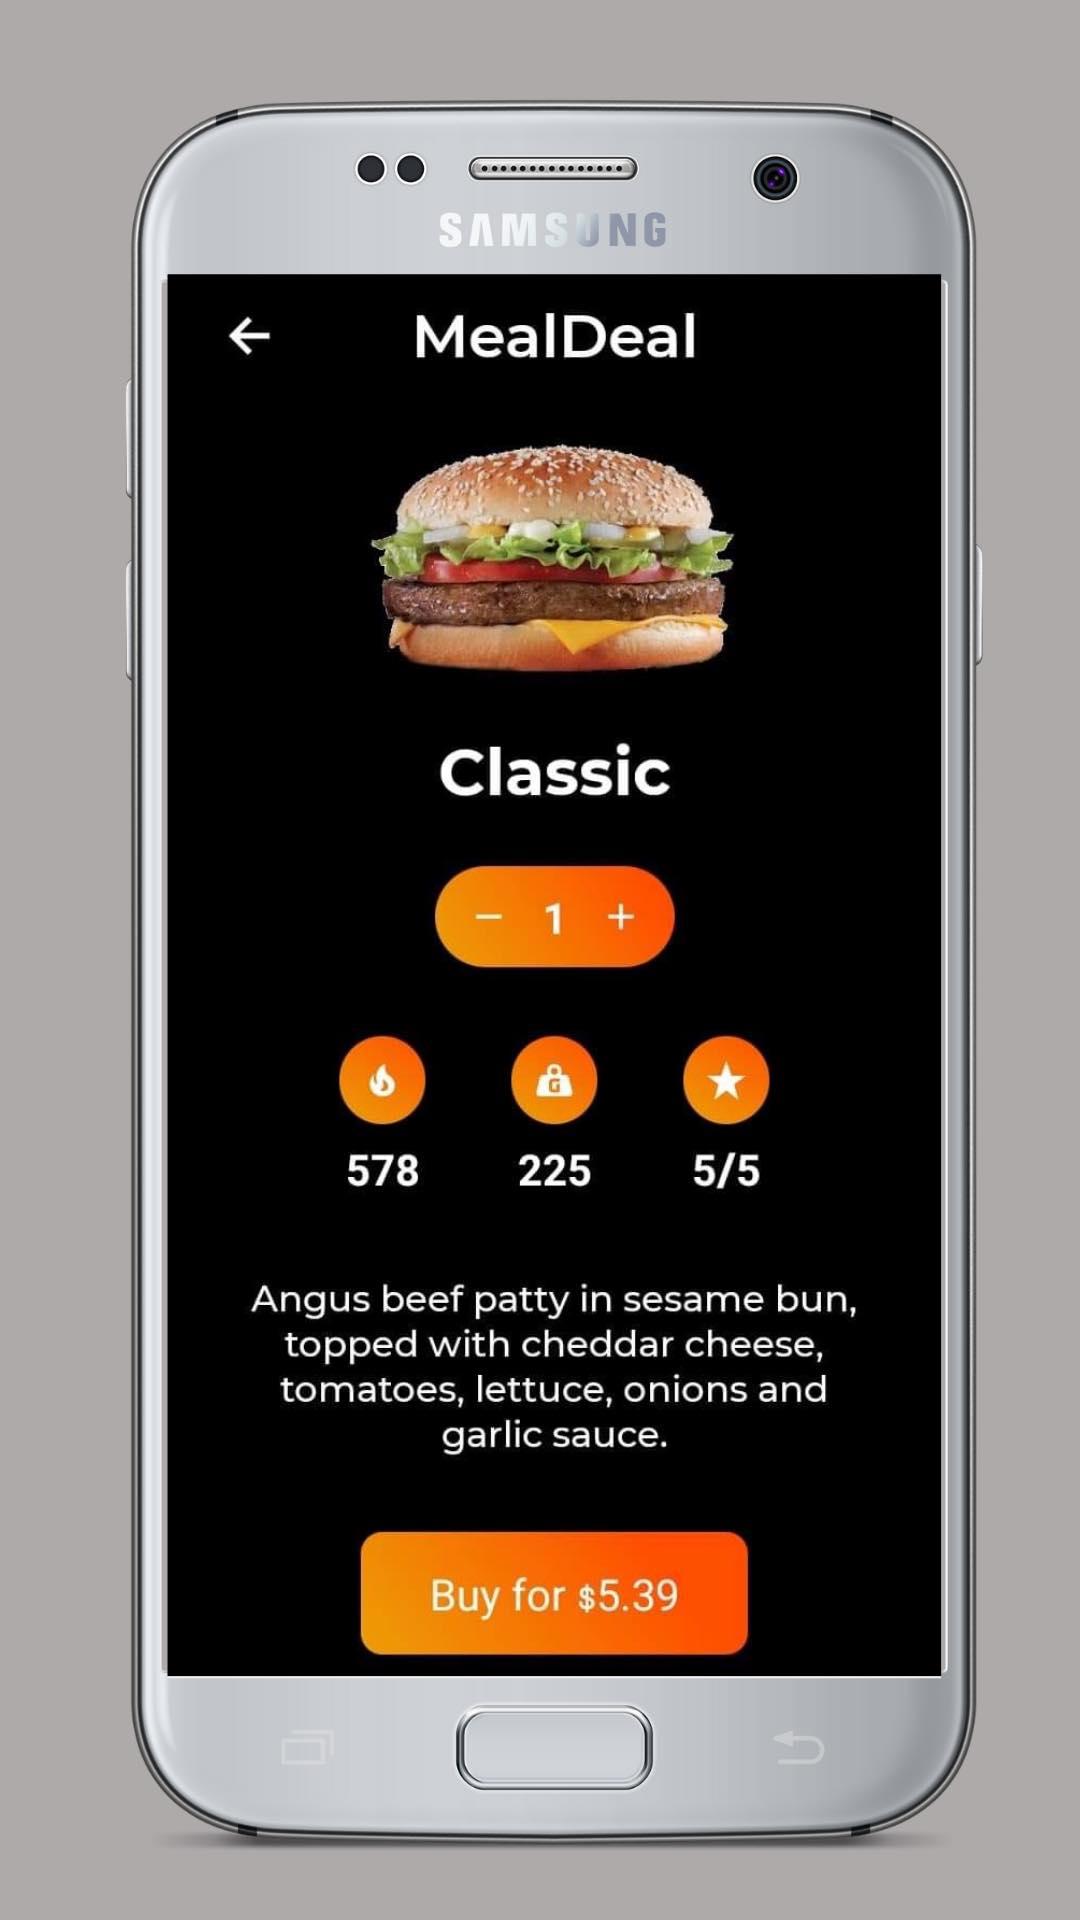 SAMSUNG
MealDeal
Classic
− 1 +
G
578 225 5/5
Angus beef patty in sesame bun,
topped with cheddar cheese,
tomatoes, lettuce, onions and
garlic sauce.
Buy for $5.39